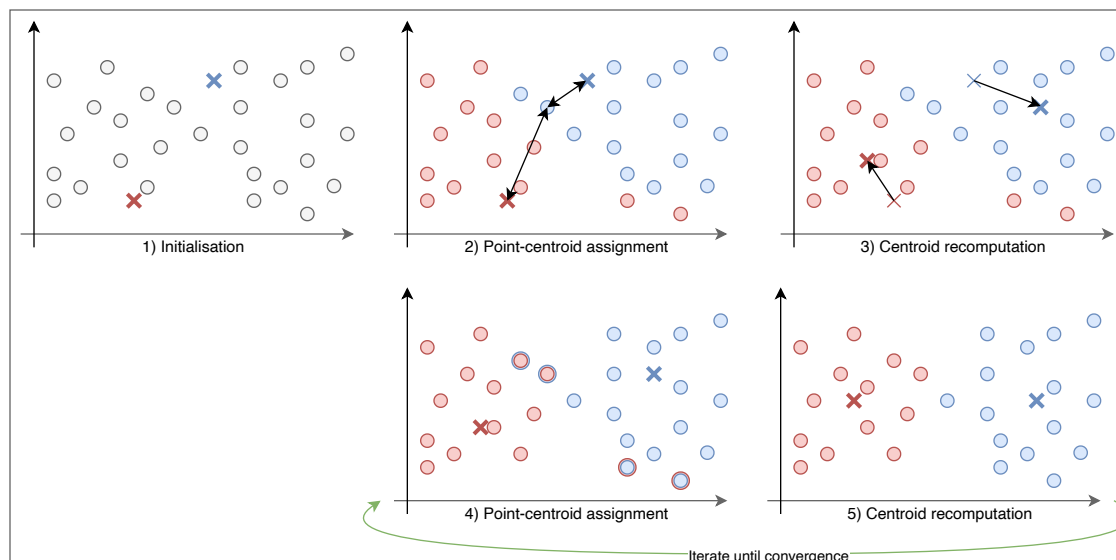 1) Initialisation
2) Point-centroid assignment
3) Centroid recomputation
4) Point-centroid assignment
5) Centroid recomputation
Iterate until convergence